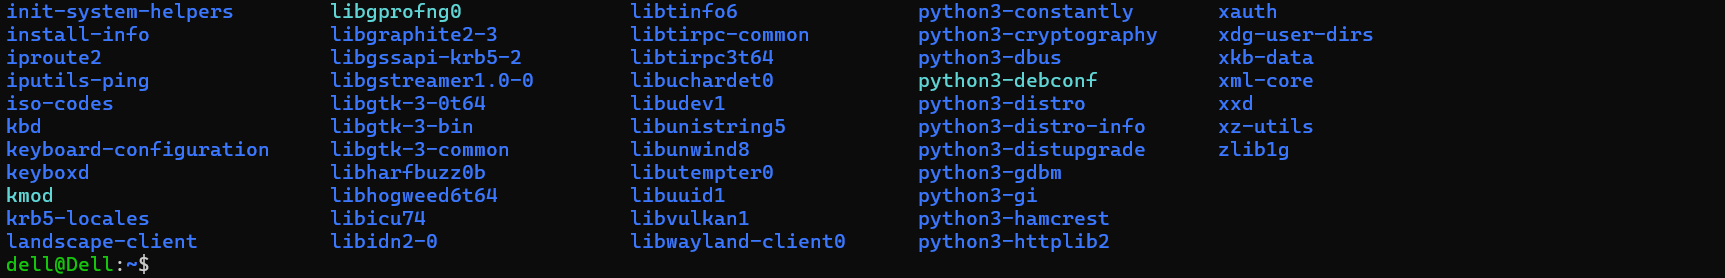 init-system-helpers libgprofng0 libtinfo6 python3-constantly xauth
install-info libgraphite2-3 libtirpc-common python3-cryptography xdg-user-dirs
iproute2 libgssapi-krb5-2 libtirpc3t64 python3-dbus xkb-data
iputils-ping libgstreamer1.0-0 libuchardet0 python3-debconf xml-core
iso-codes libgtk-3-0t64 libudev1 python3-distro xxd
kbd libgtk-3-bin libunistring5 python3-distro-info xz-utils
keyboard-configuration libgtk-3-common libunwind8 python3-distupgrade zlib1g
keyboxd libharfbuzz0b libutempter0 python3-gdbm
kmod libhogweed6t64 libuuid1 python3-gi
krb5-locales libicu74 libvulkan1 python3-hamcrest
landscape-client libidn2-0 libwayland-client0 python3-httplib2
dell@Dell:~$